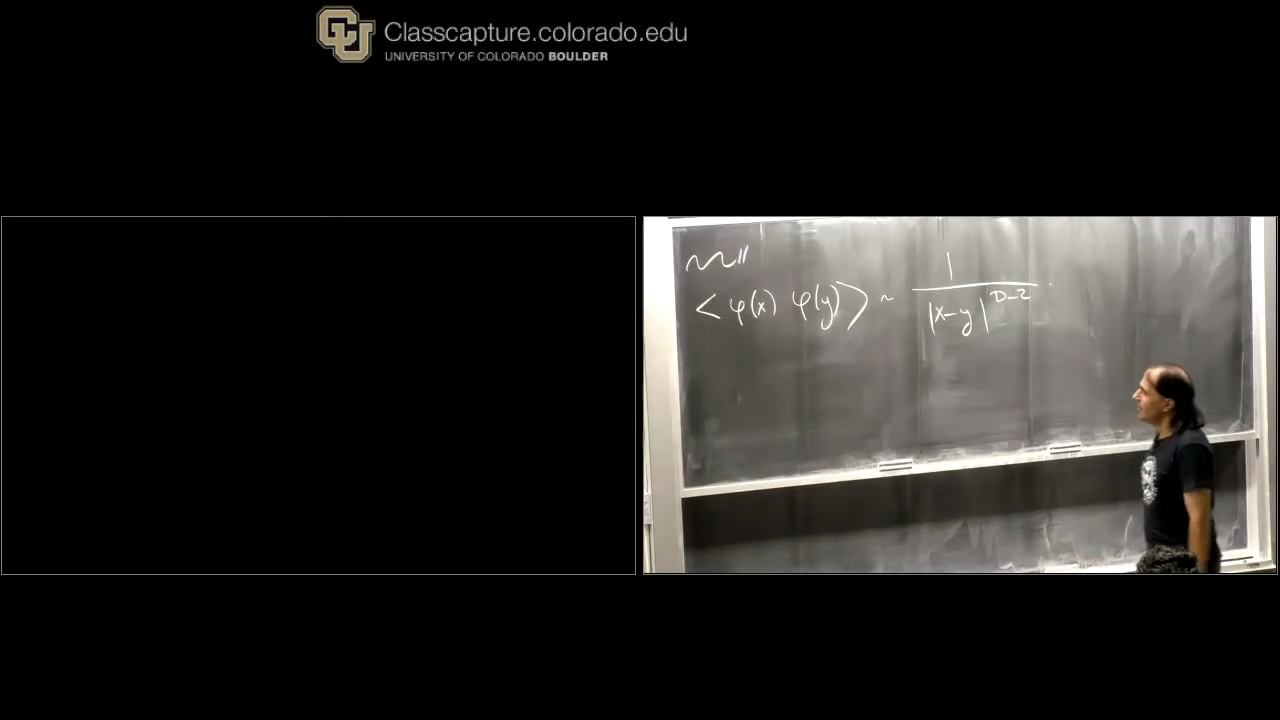 Classcapture.colorado.edu
UNIVERSITY OF COLORADO BOULDER
< φ(x) φ(y) > ~ 1 / |x-y|^{D-2}